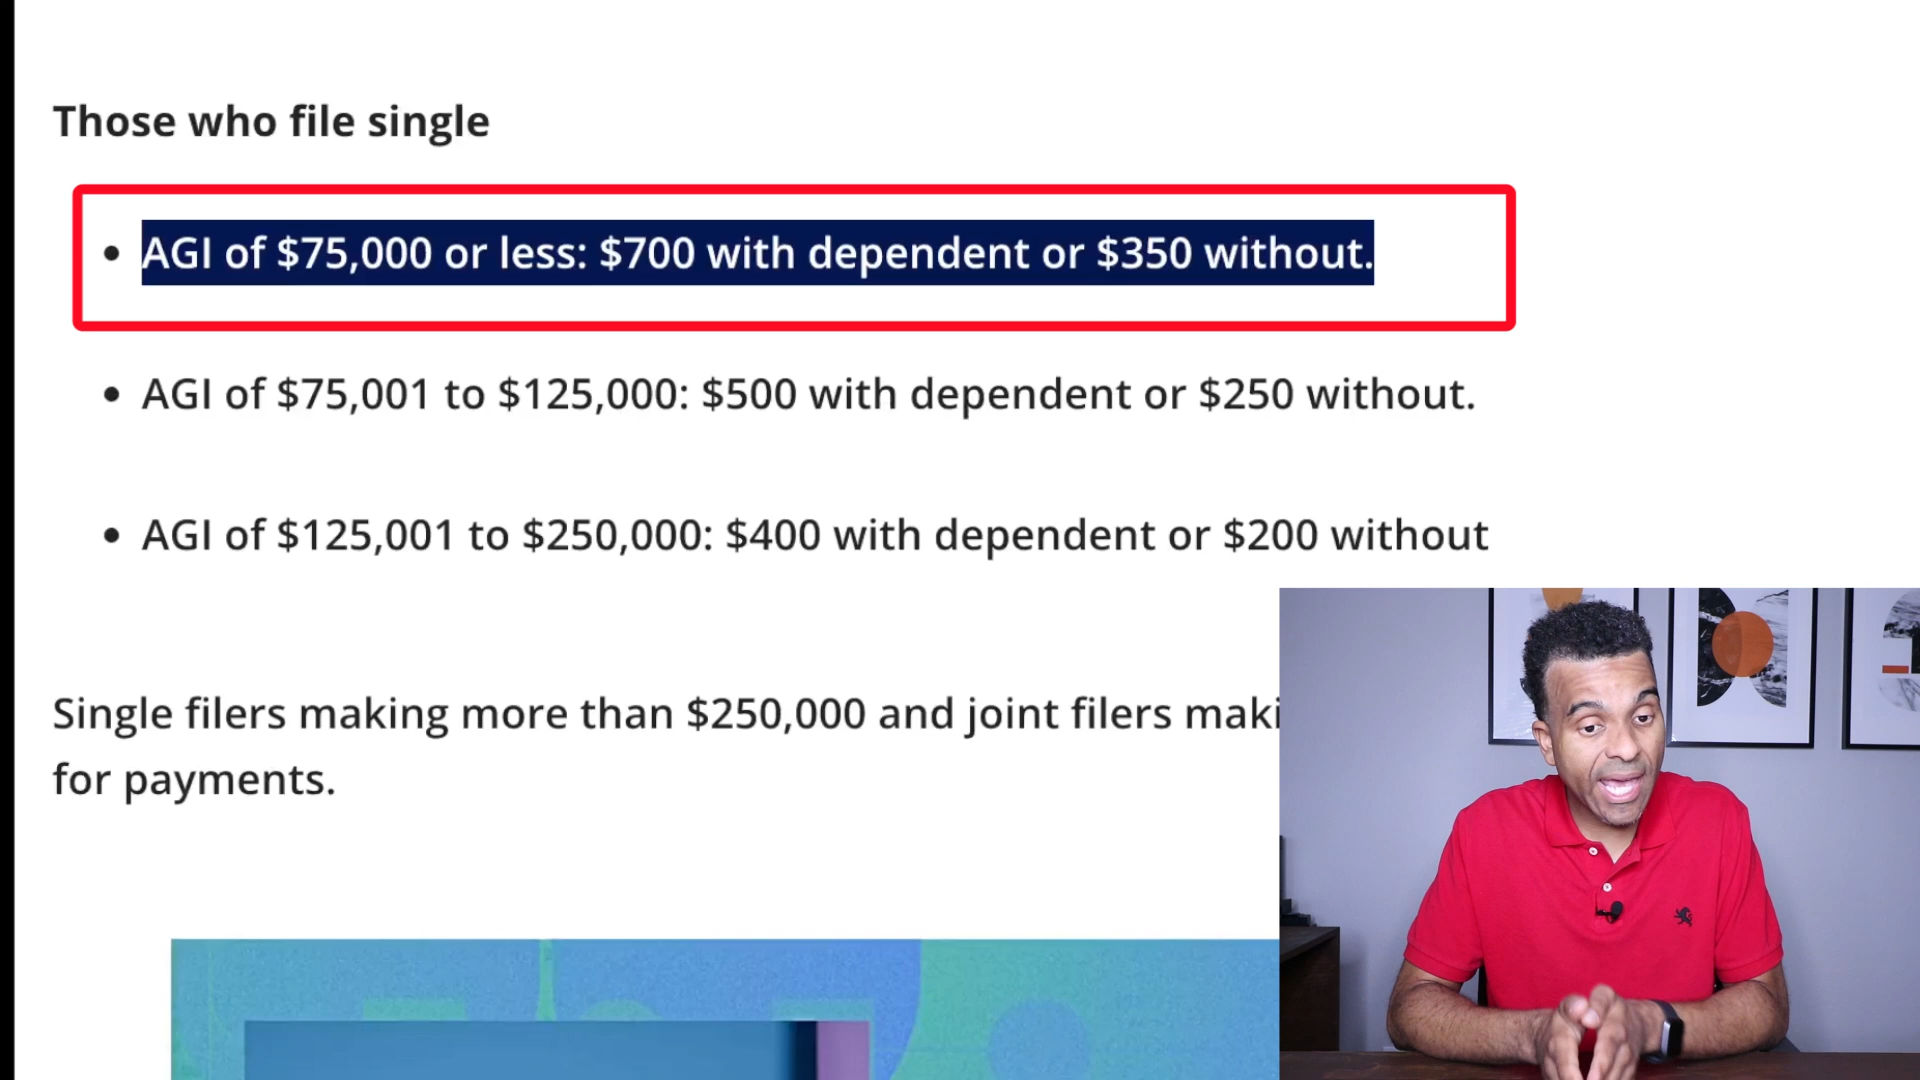 Those who file single
• AGI of $75,000 or less: $700 with dependent or $350 without.
• AGI of $75,001 to $125,000: $500 with dependent or $250 without.
• AGI of $125,001 to $250,000: $400 with dependent or $200 without
Single filers making more than $250,000 and joint filers maki
for payments.